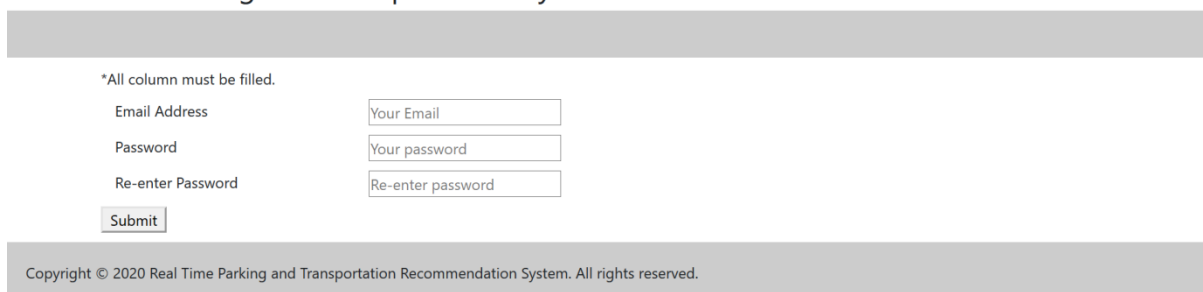 *All column must be filled.
Email Address
Your Email
Password
Your password
Re-enter Password
Re-enter password
Submit
Copyright © 2020 Real Time Parking and Transportation Recommendation System. All rights reserved.